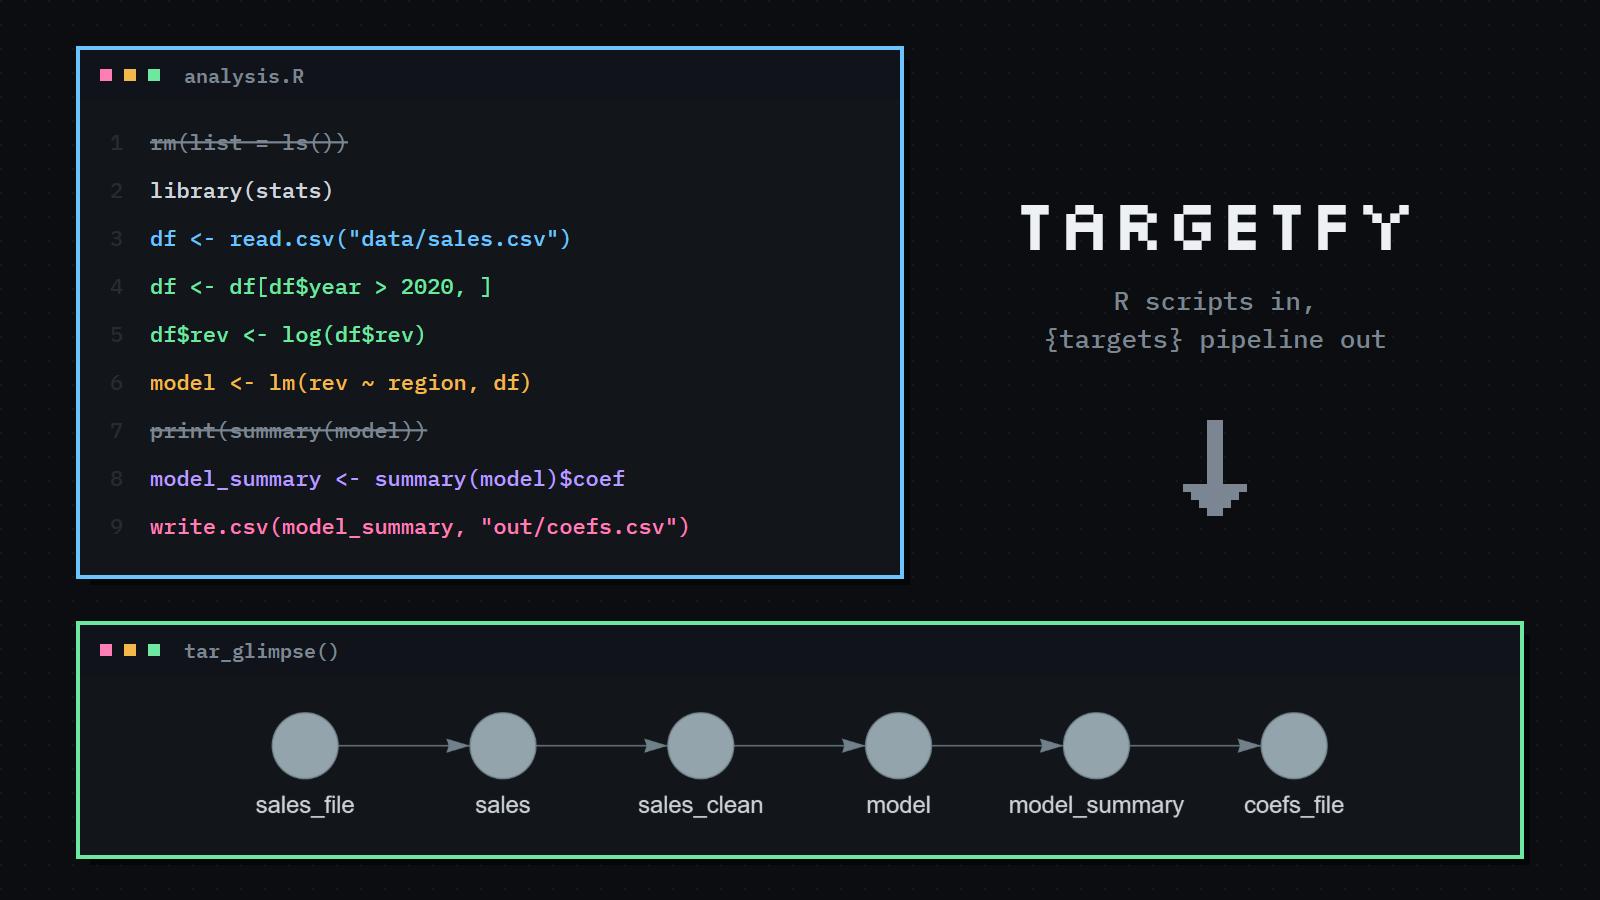 analysis.R
1 rm(list = ls())
2 library(stats)
3 df <- read.csv("data/sales.csv")
4 df <- df[df$year > 2020, ]
5 df$rev <- log(df$rev)
6 model <- lm(rev ~ region, df)
7 print(summary(model))
8 model_summary <- summary(model)$coef
9 write.csv(model_summary, "out/coefs.csv")
TARGETFY
R scripts in,
{targets} pipeline out
tar_glimpse()
sales_file sales sales_clean model model_summary coefs_file